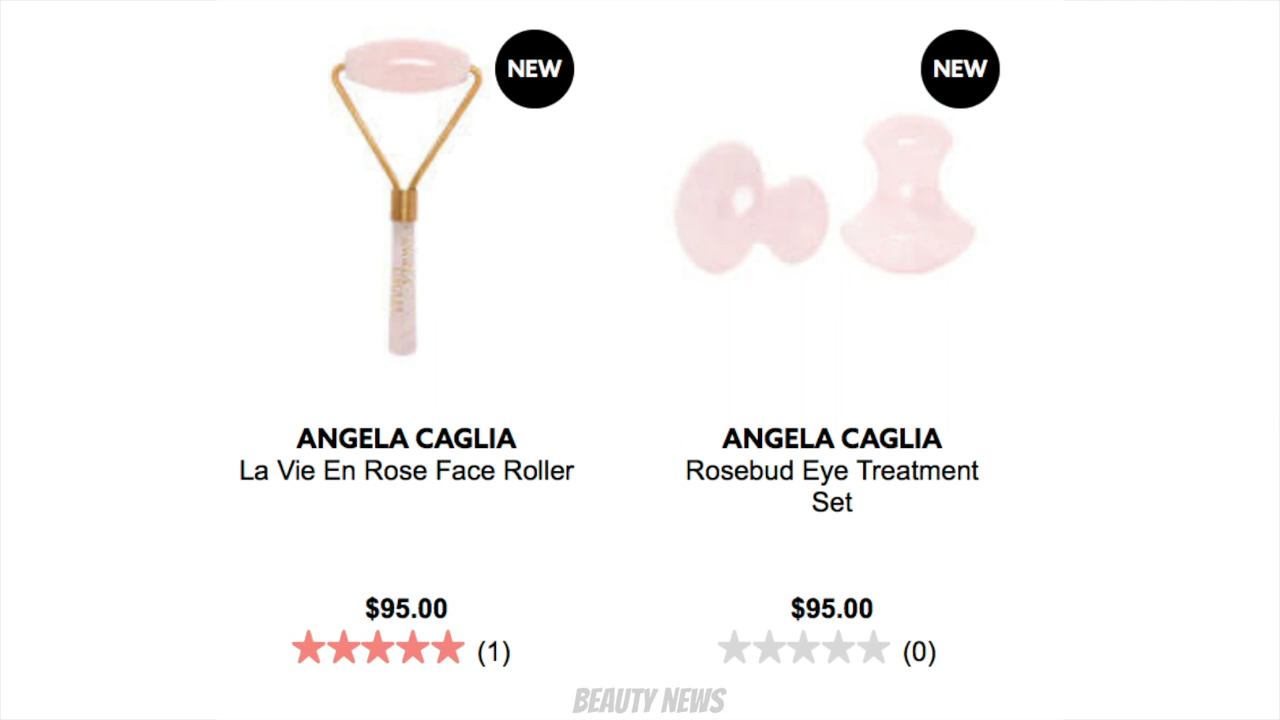 NEW
NEW
ANGELA CAGLIA
La Vie En Rose Face Roller
$95.00
(1)
ANGELA CAGLIA
Rosebud Eye Treatment
Set
$95.00
(0)
BEAUTY NEWS